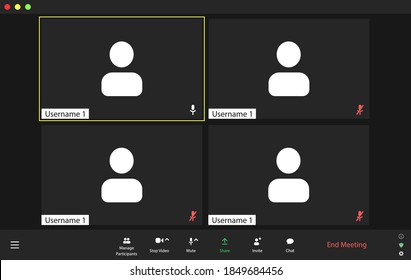 Username 1
Username 1
Username 1
Username 1
Manage
Participants
Stop Video
Mute
Share
Invite
Chat
End Meeting
shutterstock.com · 1849684456